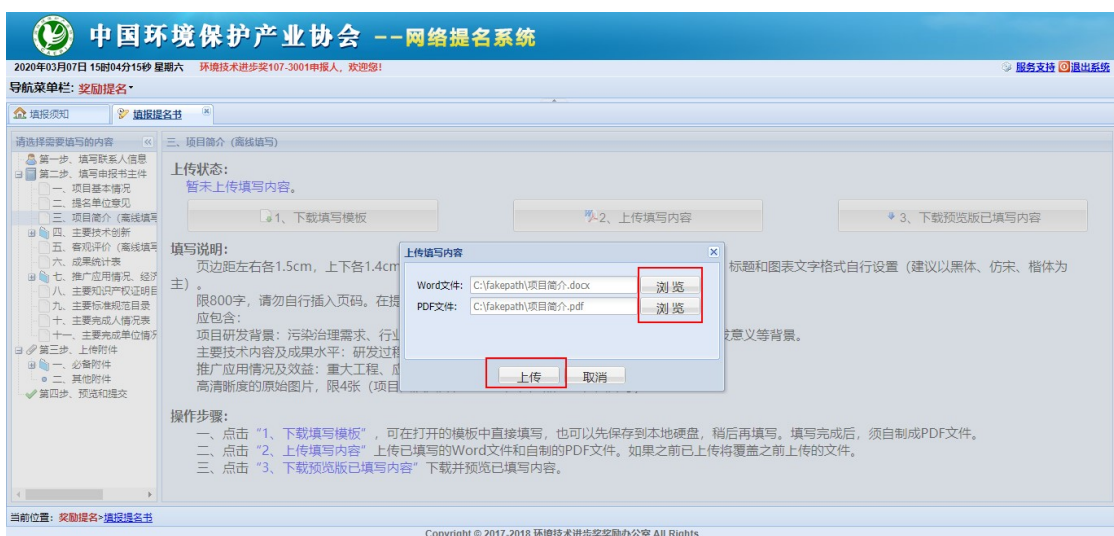 中国环境保护产业协会 --网络提名系统
2020年03月07日 15时04分15秒 星期六 环境技术进步奖107-3001申报人，欢迎您!
服务支持 退出系统
导航菜单栏: 奖励提名
填报须知 填报提名书
请选择需要填写的内容
第一步、填写联系人信息
第二步、填写申报书主件
一、项目基本情况
二、提名单位意见
三、项目简介（离线填写
四、主要技术创新
五、客观评价（离线填写
六、成果统计表
七、推广应用情况、经济
八、主要知识产权证明目
九、主要标准规范目录
十、主要完成人情况表
十一、主要完成单位情况
第三步、上传附件
一、必备附件
二、其他附件
第四步、预览和提交
三、项目简介（离线填写）
上传状态：
暂未上传填写内容。
1、下载填写模板
2、上传填写内容
3、下载预览版已填写内容
填写说明：
页边距左右各1.5cm，上下各1.4cm
标题和图表文字格式自行设置（建议以黑体、仿宋、楷体为
主）。
限800字，请勿自行插入页码。在提
应包含：
项目研发背景：污染治理需求、行业
发意义等背景。
主要技术内容及成果水平：研发过程
推广应用情况及效益：重大工程、应
高清晰度的原始图片，限4张（项目
上传填写内容
Word文件: C:\fakepath\项目简介.docx 浏览
PDF文件: C:\fakepath\项目简介.pdf 浏览
上传 取消
操作步骤：
一、点击“1、下载填写模板”，可在打开的模板中直接填写，也可以先保存到本地硬盘，稍后再填写。填写完成后，须自制成PDF文件。
二、点击“2、上传填写内容”上传已填写的Word文件和自制的PDF文件。如果之前已上传将覆盖之前上传的文件。
三、点击“3、下载预览版已填写内容”下载并预览已填写内容。
当前位置: 奖励提名>填报提名书
Copyright © 2017-2018 环境技术进步奖奖励办公室 All Rights